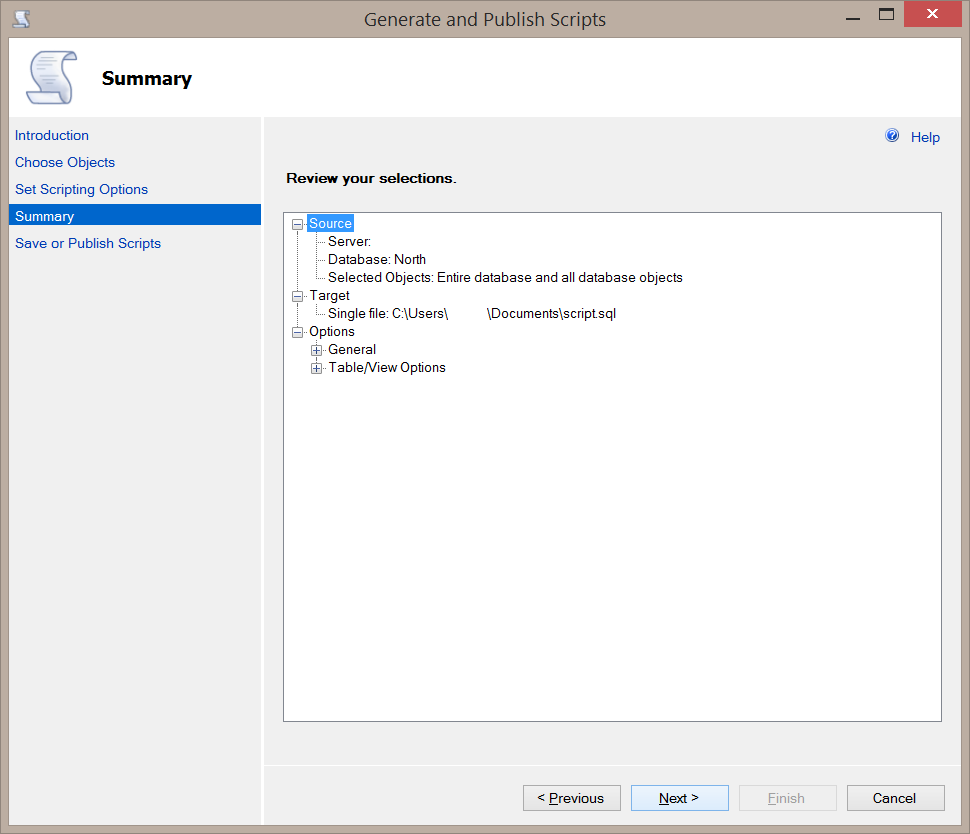 Generate and Publish Scripts
Summary
Introduction
Choose Objects
Set Scripting Options
Summary
Save or Publish Scripts
Help
Review your selections.
Source
Server:
Database: North
Selected Objects: Entire database and all database objects
Target
Single file: C:\Users\ \Documents\script.sql
Options
General
Table/View Options
< Previous
Next >
Finish
Cancel